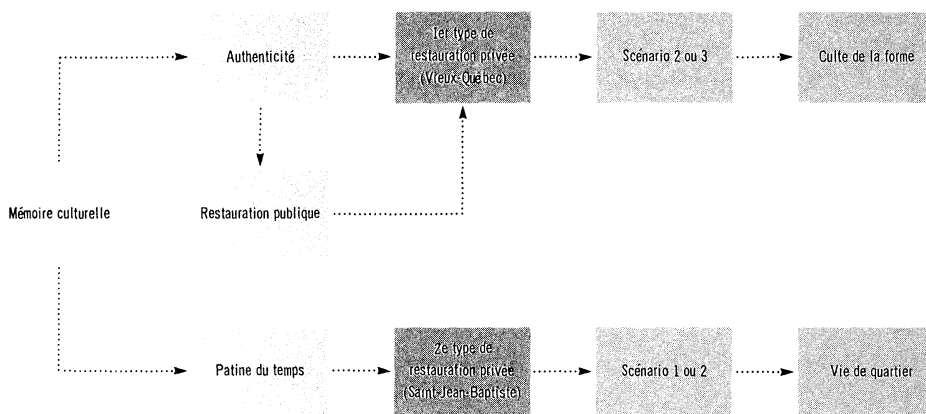 Authenticité
1er type de
restauration privée
(Vieux-Québec)
Scénario 2 ou 3
Culte de la forme
Mémoire culturelle
Restauration publique
Patine du temps
2e type de
restauration privée
(Saint-Jean-Baptiste)
Scénario 1 ou 2
Vie de quartier